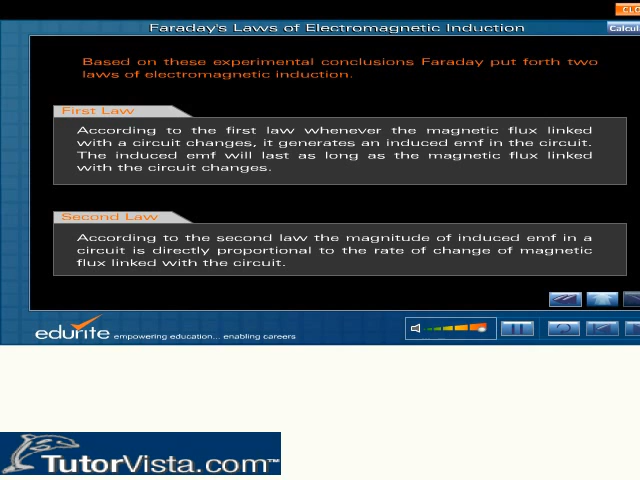 CLO
Faraday's Laws of Electromagnetic Induction
Calcul
Based on these experimental conclusions Faraday put forth two
laws of electromagnetic induction.
First Law
According to the first law whenever the magnetic flux linked
with a circuit changes, it generates an induced emf in the circuit.
The induced emf will last as long as the magnetic flux linked
with the circuit changes.
Second Law
According to the second law the magnitude of induced emf in a
circuit is directly proportional to the rate of change of magnetic
flux linked with the circuit.
edurite empowering education... enabling careers
TutorVista.com™